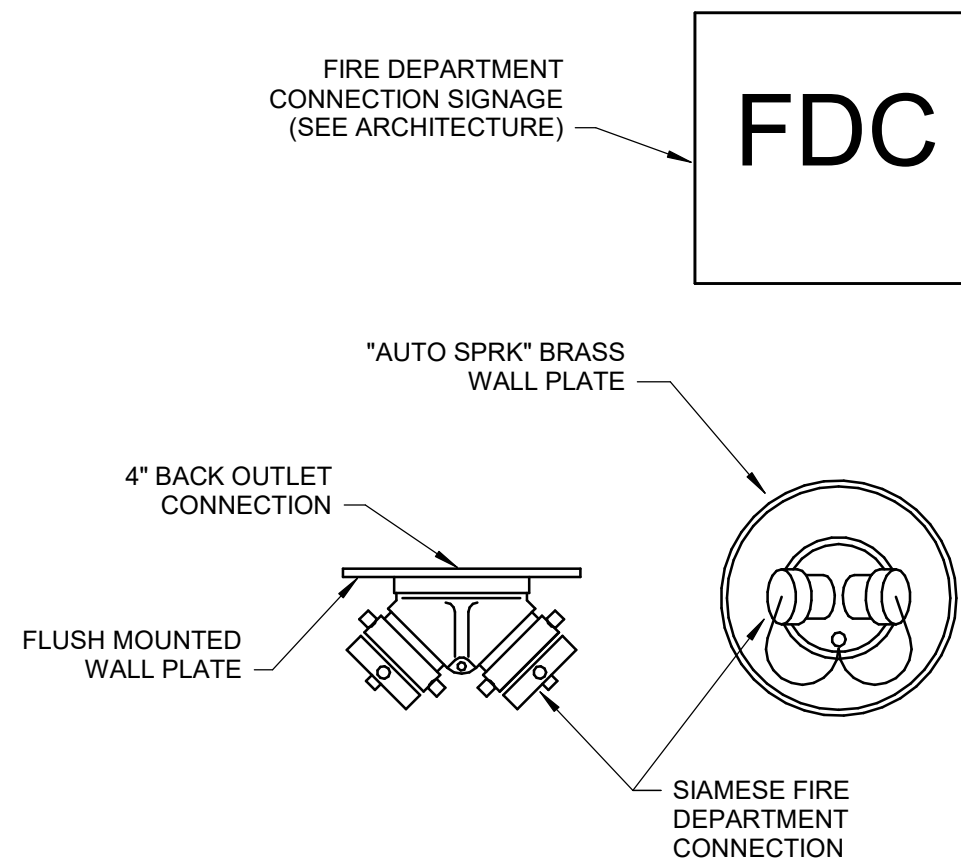 FIRE DEPARTMENT
CONNECTION SIGNAGE
(SEE ARCHITECTURE)
FDC
"AUTO SPRK" BRASS
WALL PLATE
4" BACK OUTLET
CONNECTION
FLUSH MOUNTED
WALL PLATE
SIAMESE FIRE
DEPARTMENT
CONNECTION